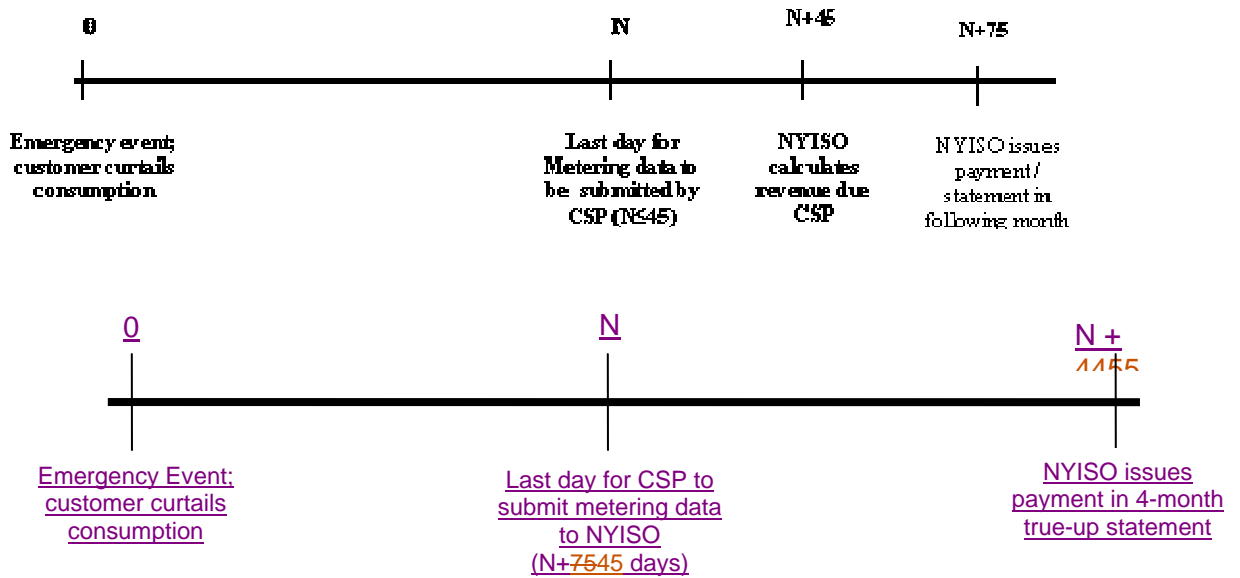 0 N N+45 N+75
Emergency event;
customer curtails
consumption
Last day for
Metering data to
be submitted by
CSP (N≤45)
NYISO
calculates
revenue due
CSP
NYISO issues
payment /
statement in
following month
0 N N +
4455
Emergency Event;
customer curtails
consumption
Last day for CSP to
submit metering data
to NYISO
(N+7545 days)
NYISO issues
payment in 4-month
true-up statement